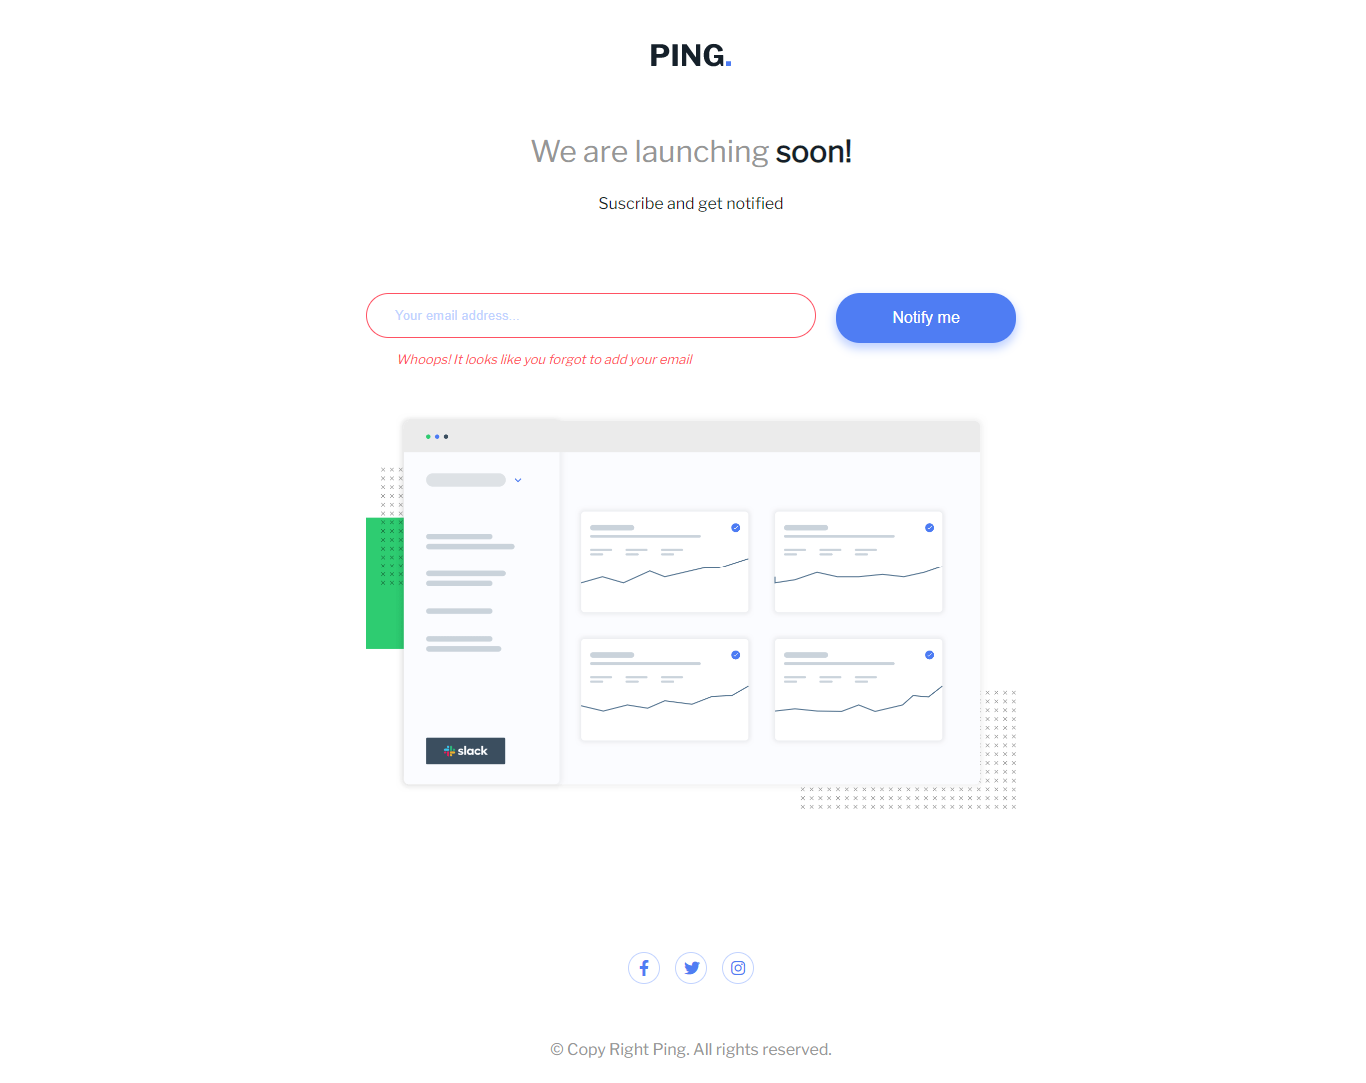 PING.
We are launching soon!
Suscribe and get notified
Your email address...
Notify me
Whoops! It looks like you forgot to add your email
slack
© Copy Right Ping. All rights reserved.